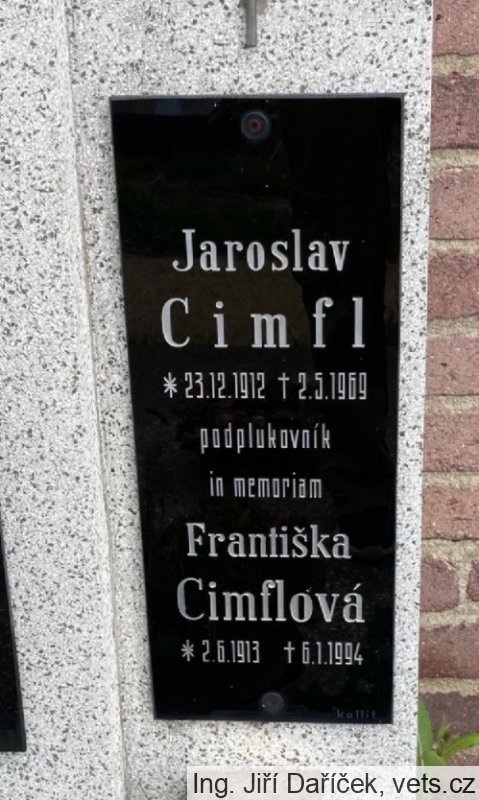 Jaroslav
Cimfl
* 23.12.1912 † 2.5.1969
podplukovník
in memoriam
Františka
Cimflová
* 2.6.1913 † 6.1.1994
kollit
Ing. Jiří Daříček, vets.cz